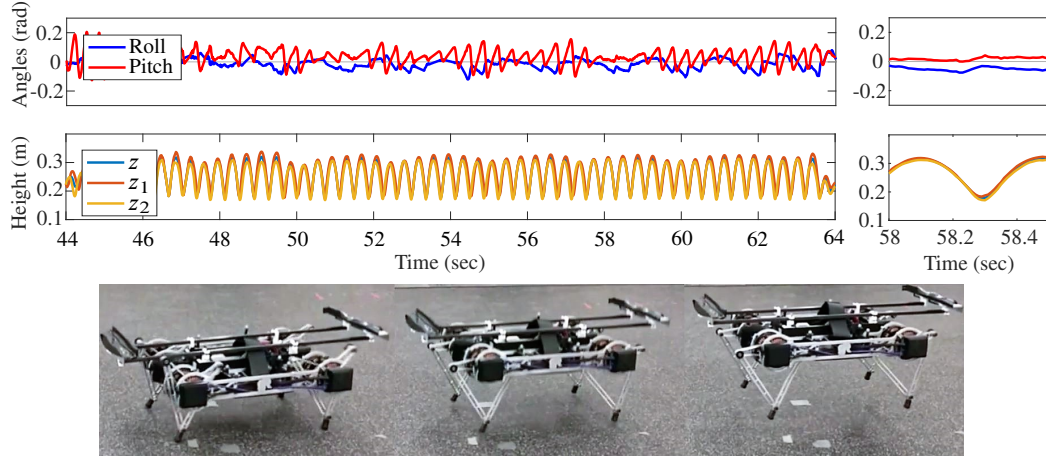 Angles (rad)
0.2
0
-0.2
Roll
Pitch
0.2
0
-0.2
Height (m)
0.3
0.2
0.1
z
z1
z2
44 46 48 50 52 54 56 58 60 62 64
Time (sec)
0.3
0.2
0.1
58 58.2 58.4
Time (sec)